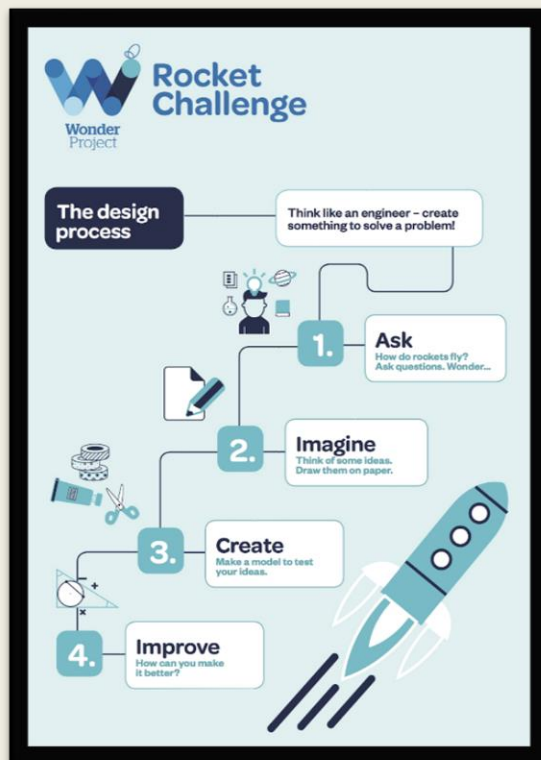 Rocket
Challenge
Wonder
Project
The design
process
Think like an engineer – create
something to solve a problem!
1.
Ask
How do rockets fly?
Ask questions. Wonder...
2.
Imagine
Think of some ideas.
Draw them on paper.
3.
Create
Make a model to test
your ideas.
4.
Improve
How can you make
it better?